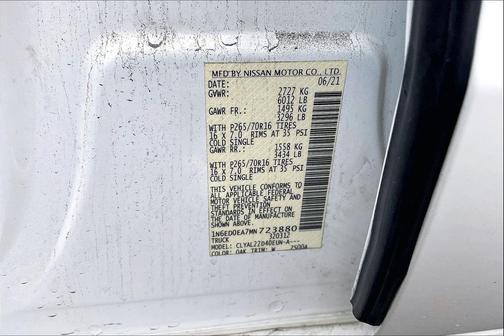 MFD BY NISSAN MOTOR CO., LTD.
DATE: 06/21
GVWR: 2727 KG
6012 LB
GAWR FR.: 1495 KG
3296 LB
WITH P265/70R16 TIRES
16 X 7.0 RIMS AT 35 PSI
COLD SINGLE
GAWR RR.: 1558 KG
3434 LB
WITH P265/70R16 TIRES
16 X 7.0 RIMS AT 35 PSI
COLD SINGLE
THIS VEHICLE CONFORMS TO
ALL APPLICABLE FEDERAL
MOTOR VEHICLE SAFETY AND
THEFT PREVENTION
STANDARDS IN EFFECT ON
THE DATE OF MANUFACTURE
SHOWN ABOVE.
1N6ED0EA7MN723880
TRUCK 320312
MODEL: CLYALZZD40EUN-A---
COLOR: QAK TRIM: W